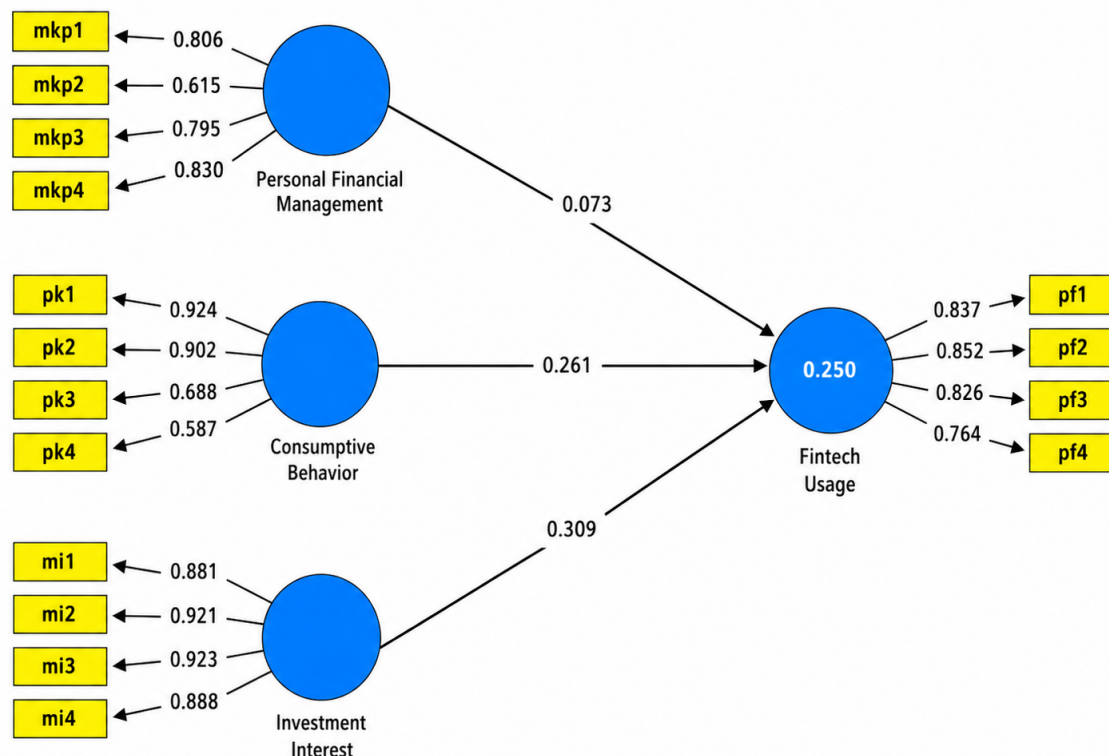 mkp1
0.806
mkp2
0.615
mkp3
0.795
mkp4
0.830
Personal Financial
Management
0.073
pk1
0.924
pk2
0.902
pk3
0.688
pk4
0.587
Consumptive
Behavior
0.261
mi1
0.881
mi2
0.921
mi3
0.923
mi4
0.888
Investment
Interest
0.309
0.250
Fintech
Usage
0.837
pf1
0.852
pf2
0.826
pf3
0.764
pf4